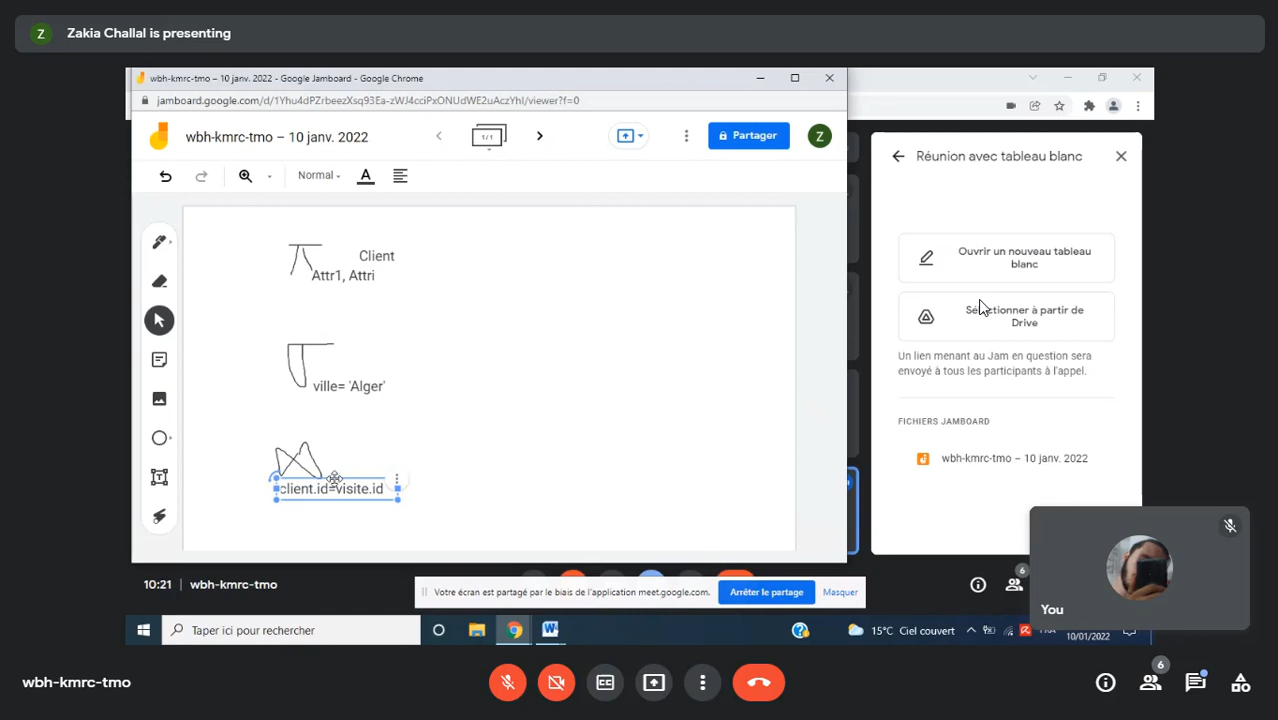 Z Zakia Challal is presenting
wbh-kmrc-tmo – 10 janv. 2022 - Google Jamboard - Google Chrome
jamboard.google.com/d/1Yhu4dPZrbeezXsq93Ea-zWJ4cciPxONUdWE2uAczYhI/viewer?f=0
wbh-kmrc-tmo – 10 janv. 2022
1/1
Partager
Z
Normal
A
Réunion avec tableau blanc
Ouvrir un nouveau tableau
blanc
Sélectionner à partir de
Drive
Un lien menant au Jam en question sera
envoyé à tous les participants à l'appel.
FICHIERS JAMBOARD
wbh-kmrc-tmo – 10 janv. 2022
π Client
Attr1, Attri
ville= 'Alger'
client.id=visite.id
10:21 | wbh-kmrc-tmo
6
Votre écran est partagé par le biais de l'application meet.google.com.
Arrêter le partage
Masquer
You
Taper ici pour rechercher
15°C Ciel couvert
10/01/2022
wbh-kmrc-tmo
CC
6